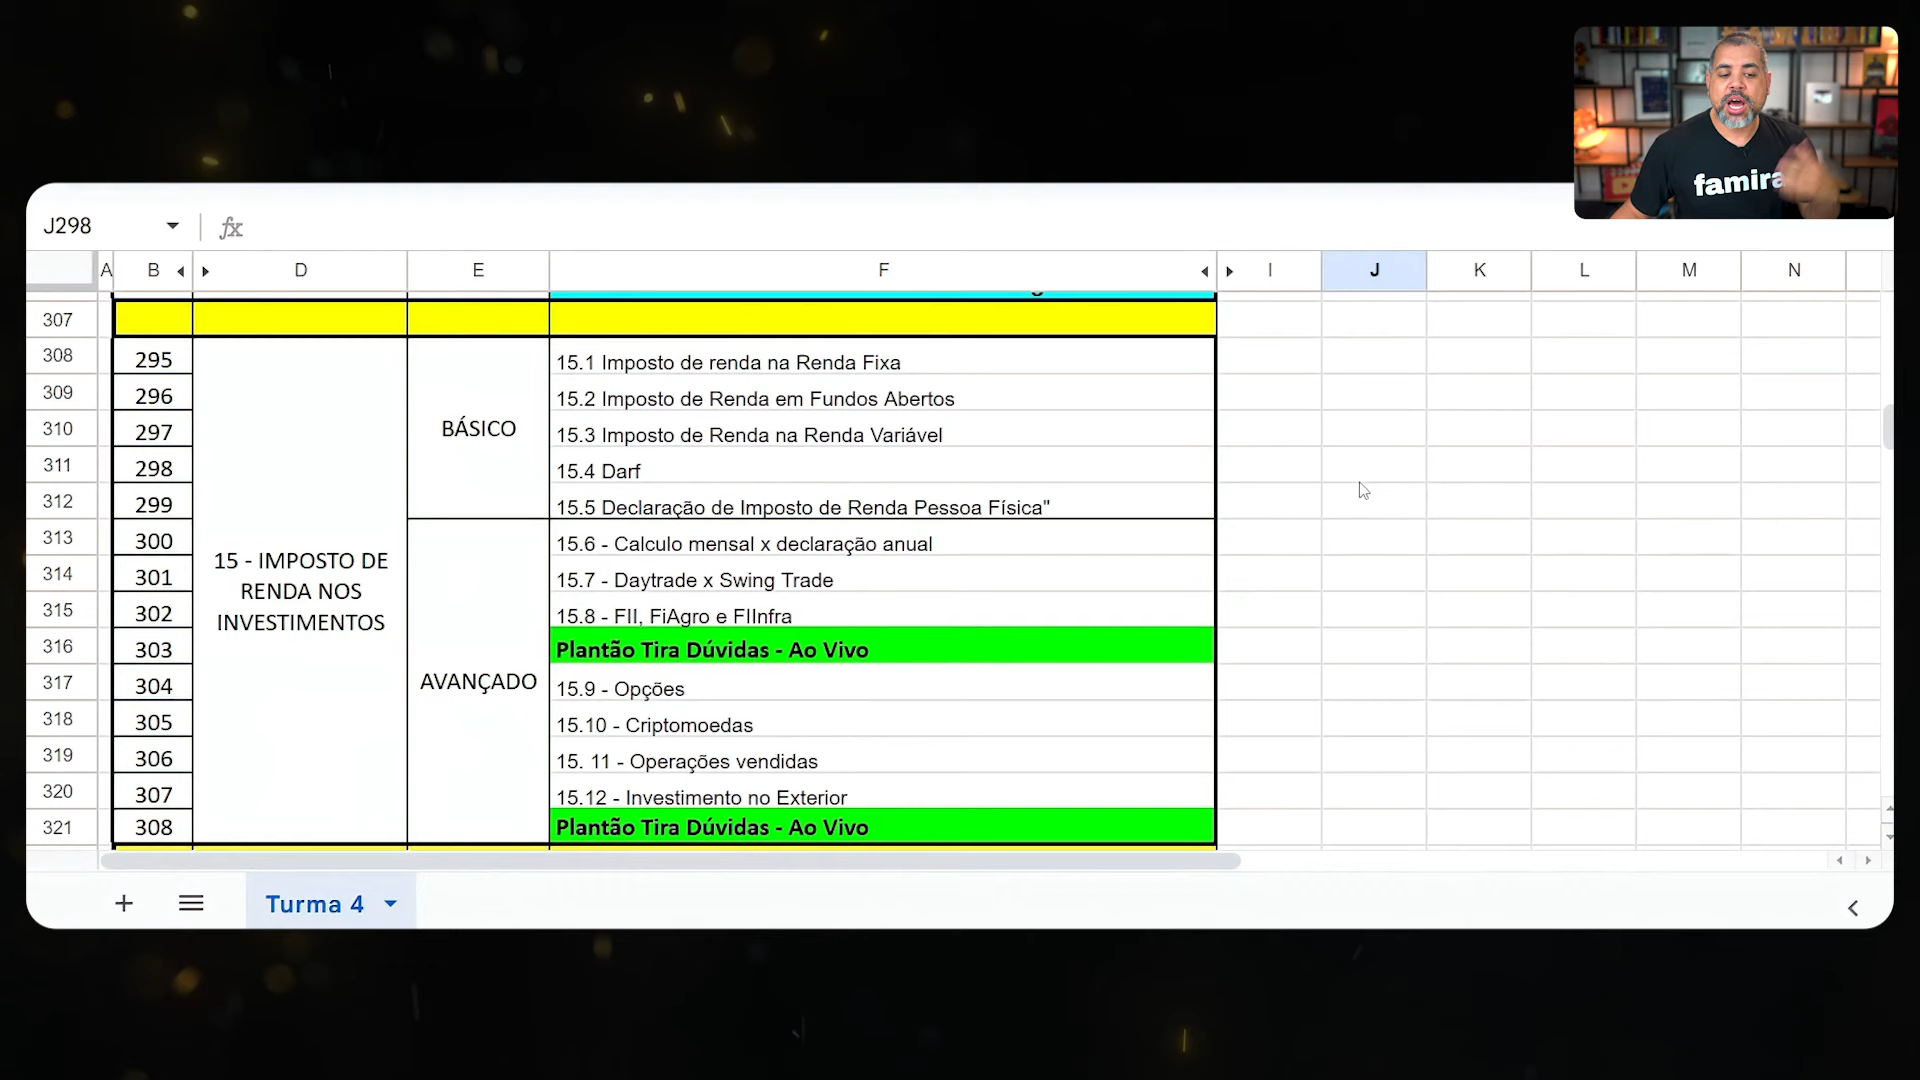 famira
J298
fx
A B D E F I J K L M N
307
308 295 15.1 Imposto de renda na Renda Fixa
309 296 15.2 Imposto de Renda em Fundos Abertos
310 297 BÁSICO 15.3 Imposto de Renda na Renda Variável
311 298 15.4 Darf
312 299 15.5 Declaração de Imposto de Renda Pessoa Física"
313 300 15.6 - Calculo mensal x declaração anual
15 - IMPOSTO DE
RENDA NOS
INVESTIMENTOS
314 301 15.7 - Daytrade x Swing Trade
315 302 15.8 - FII, FiAgro e FIInfra
316 303 Plantão Tira Dúvidas - Ao Vivo
317 304 AVANÇADO 15.9 - Opções
318 305 15.10 - Criptomoedas
319 306 15. 11 - Operações vendidas
320 307 15.12 - Investimento no Exterior
321 308 Plantão Tira Dúvidas - Ao Vivo
Turma 4